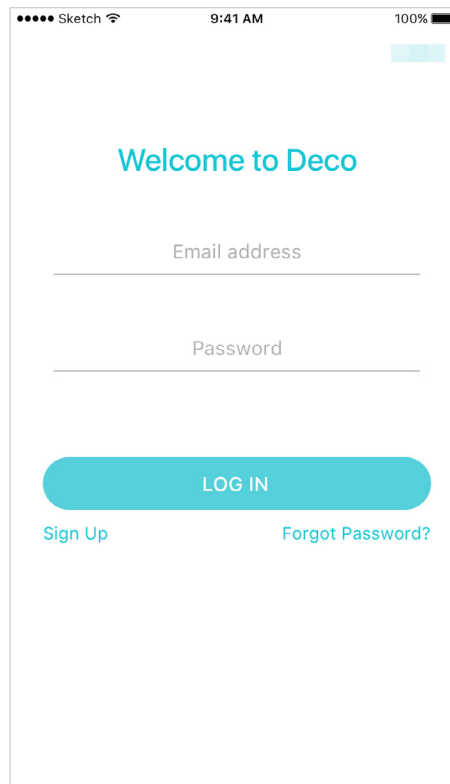 Sketch 9:41 AM 100%
Welcome to Deco
Email address
Password
LOG IN
Sign Up Forgot Password?